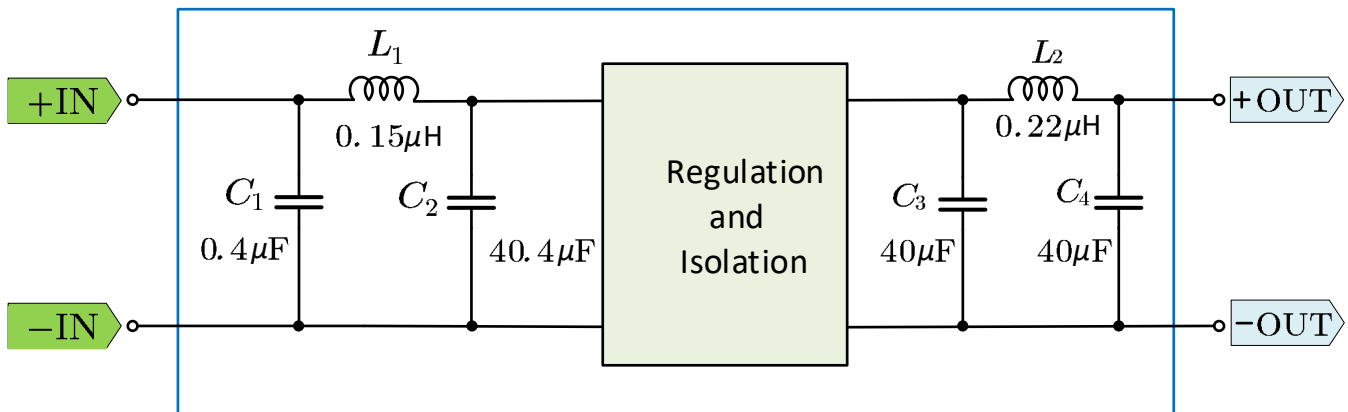 L₁
L₂
+IN
+OUT
0.15μH
0.22μH
Regulation
and
Isolation
C₁
C₂
C₃
C₄
0.4μF
40.4μF
40μF
40μF
−IN
−OUT